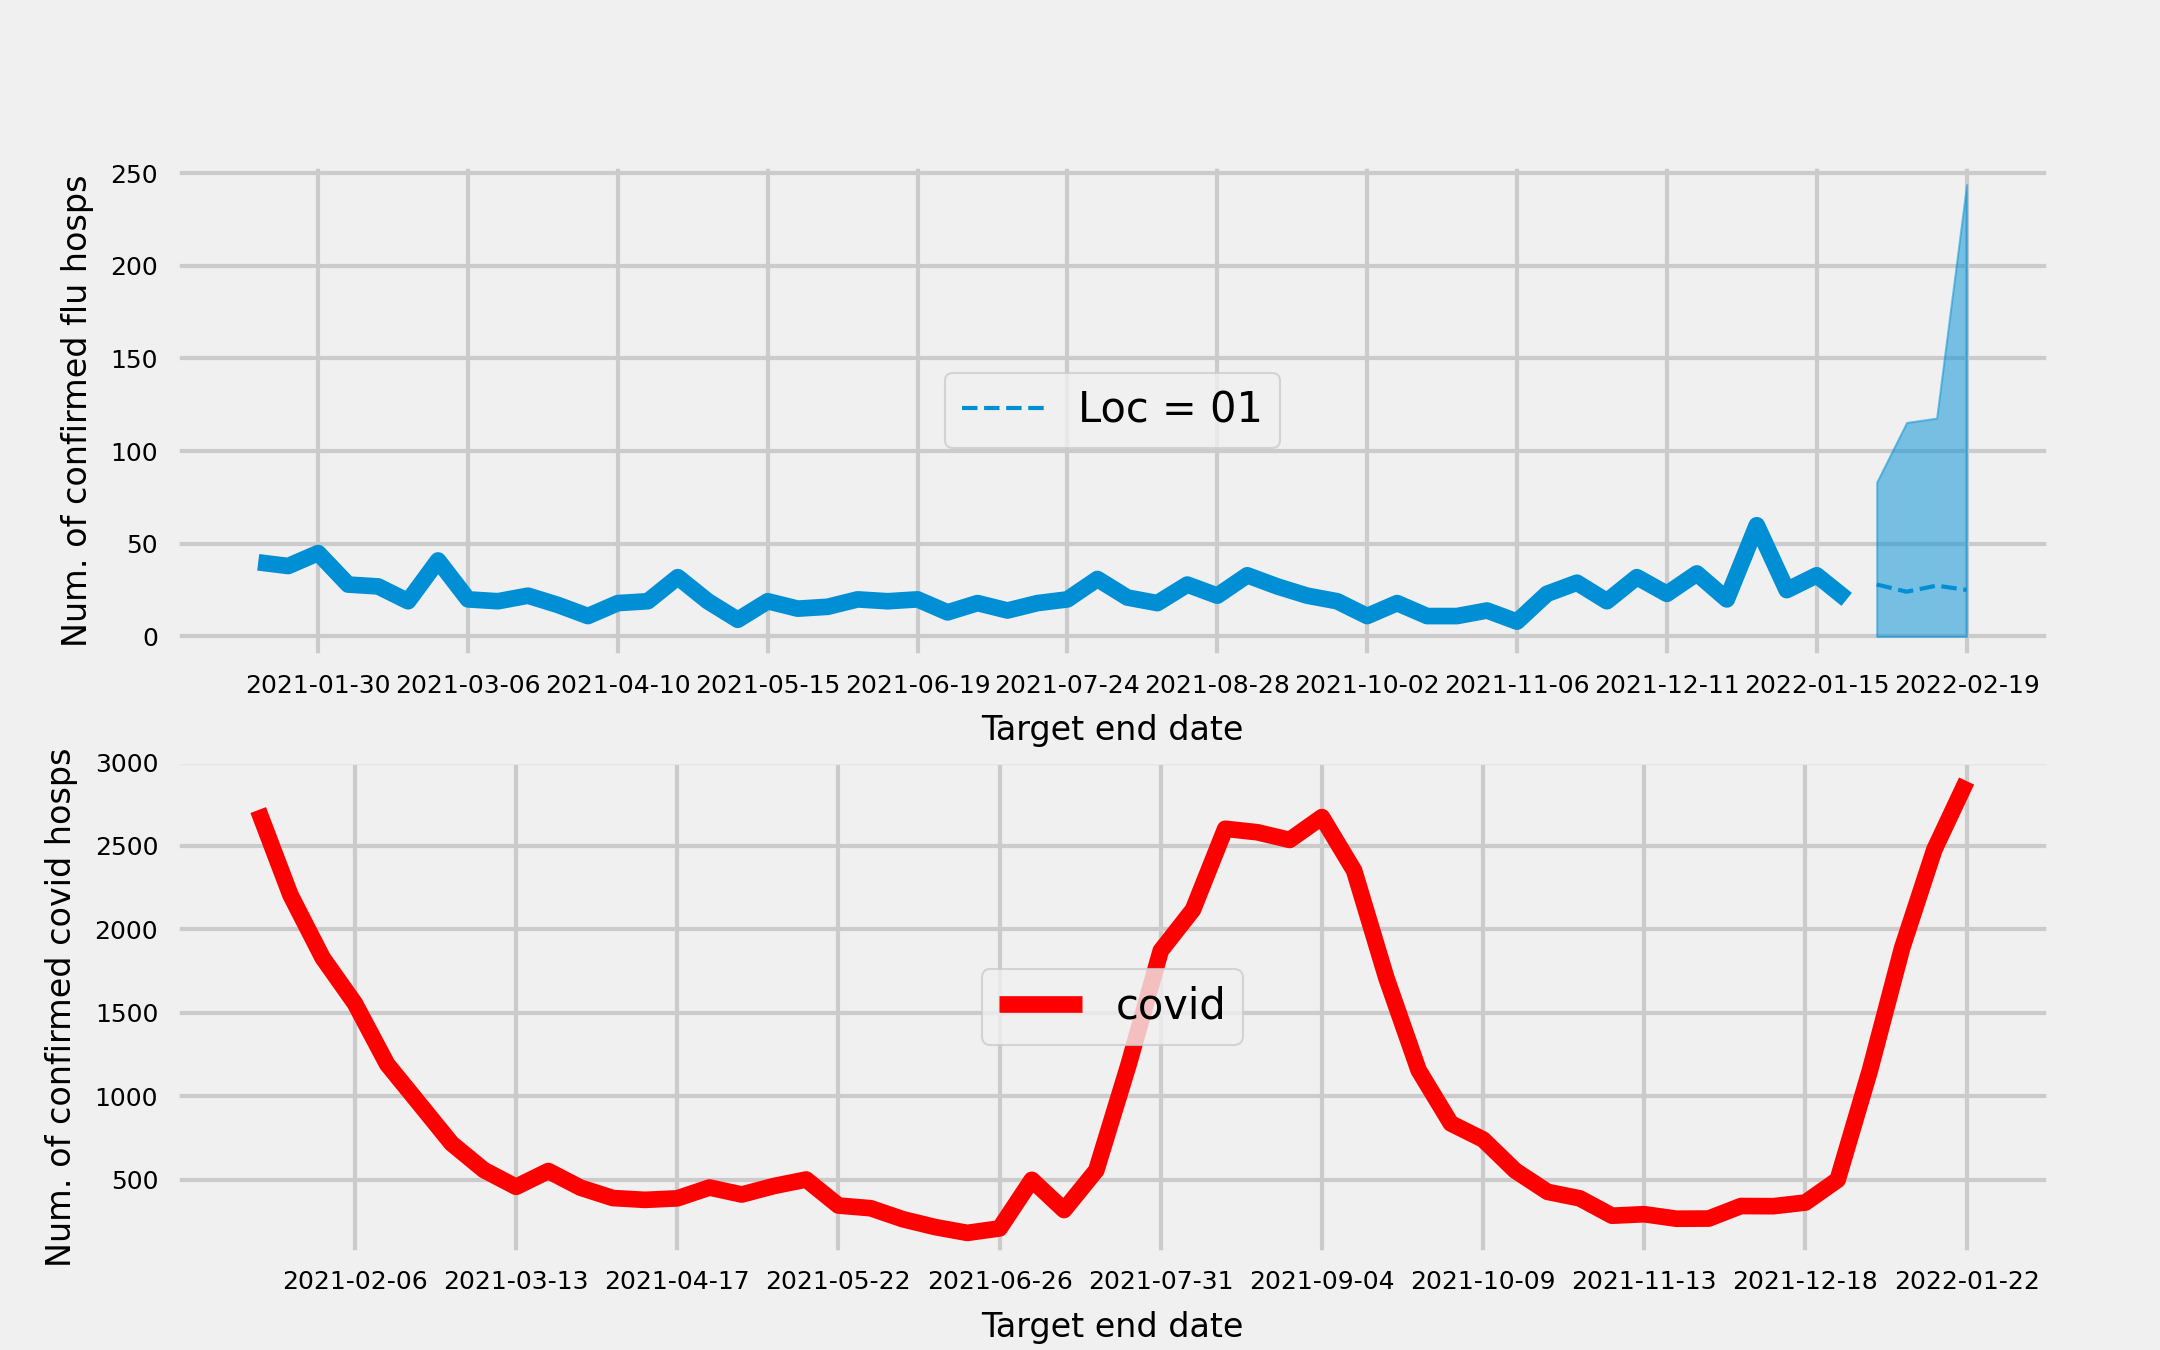 Num. of confirmed flu hosps
250
200
150
100
50
0
Loc = 01
2021-01-30 2021-03-06 2021-04-10 2021-05-15 2021-06-19 2021-07-24 2021-08-28 2021-10-02 2021-11-06 2021-12-11 2022-01-15 2022-02-19
Target end date
Num. of confirmed covid hosps
3000
2500
2000
1500
1000
500
covid
2021-02-06 2021-03-13 2021-04-17 2021-05-22 2021-06-26 2021-07-31 2021-09-04 2021-10-09 2021-11-13 2021-12-18 2022-01-22
Target end date